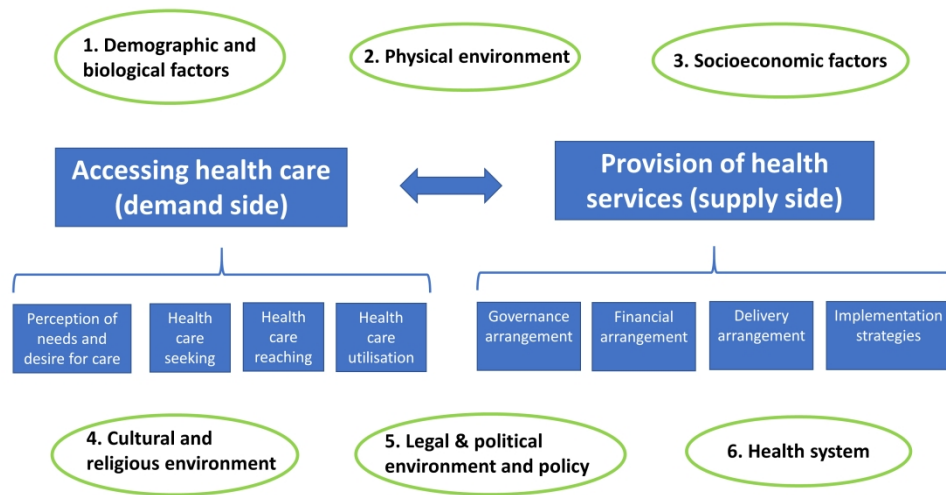 1. Demographic and
biological factors
2. Physical environment
3. Socioeconomic factors
Accessing health care
(demand side)
Provision of health
services (supply side)
Perception of
needs and
desire for care
Health
care
seeking
Health
care
reaching
Health
care
utilisation
Governance
arrangement
Financial
arrangement
Delivery
arrangement
Implementation
strategies
4. Cultural and
religious environment
5. Legal & political
environment and policy
6. Health system